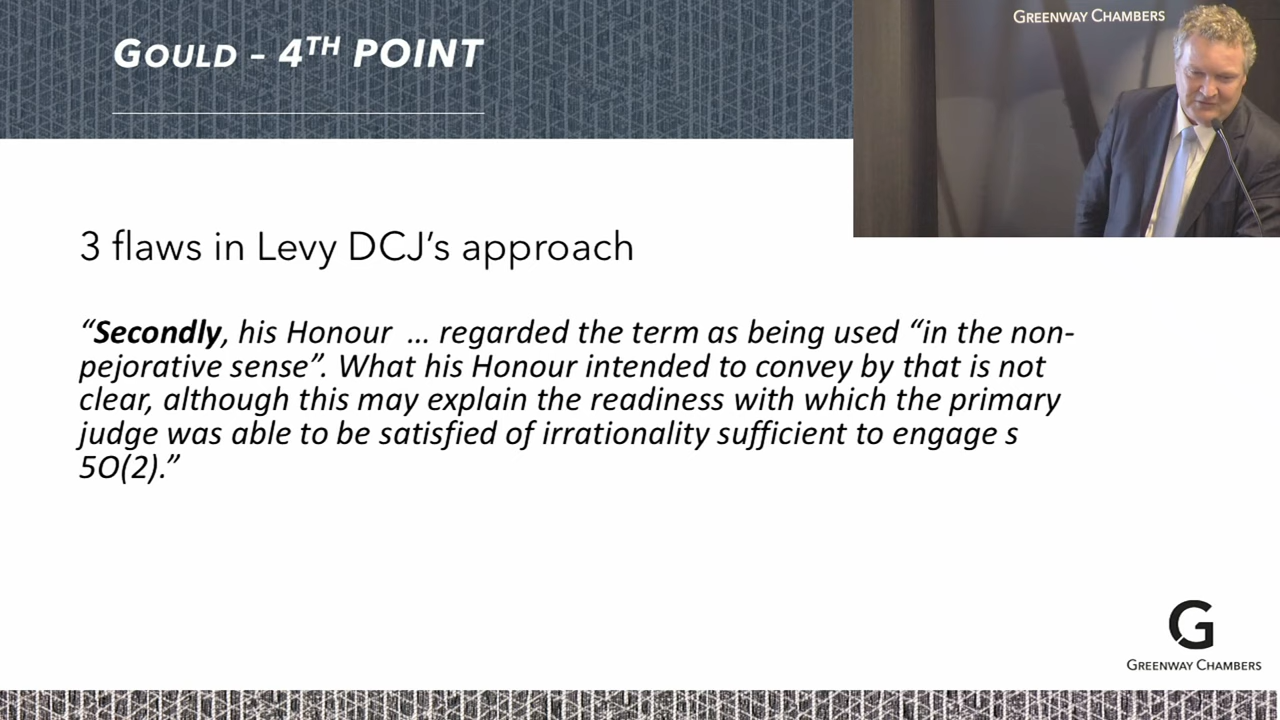 GOULD – 4TH POINT
GREENWAY CHAMBERS
3 flaws in Levy DCJ’s approach
“Secondly, his Honour … regarded the term as being used “in the non-
pejorative sense”. What his Honour intended to convey by that is not
clear, although this may explain the readiness with which the primary
judge was able to be satisfied of irrationality sufficient to engage s
5O(2).”
G
GREENWAY CHAMBERS